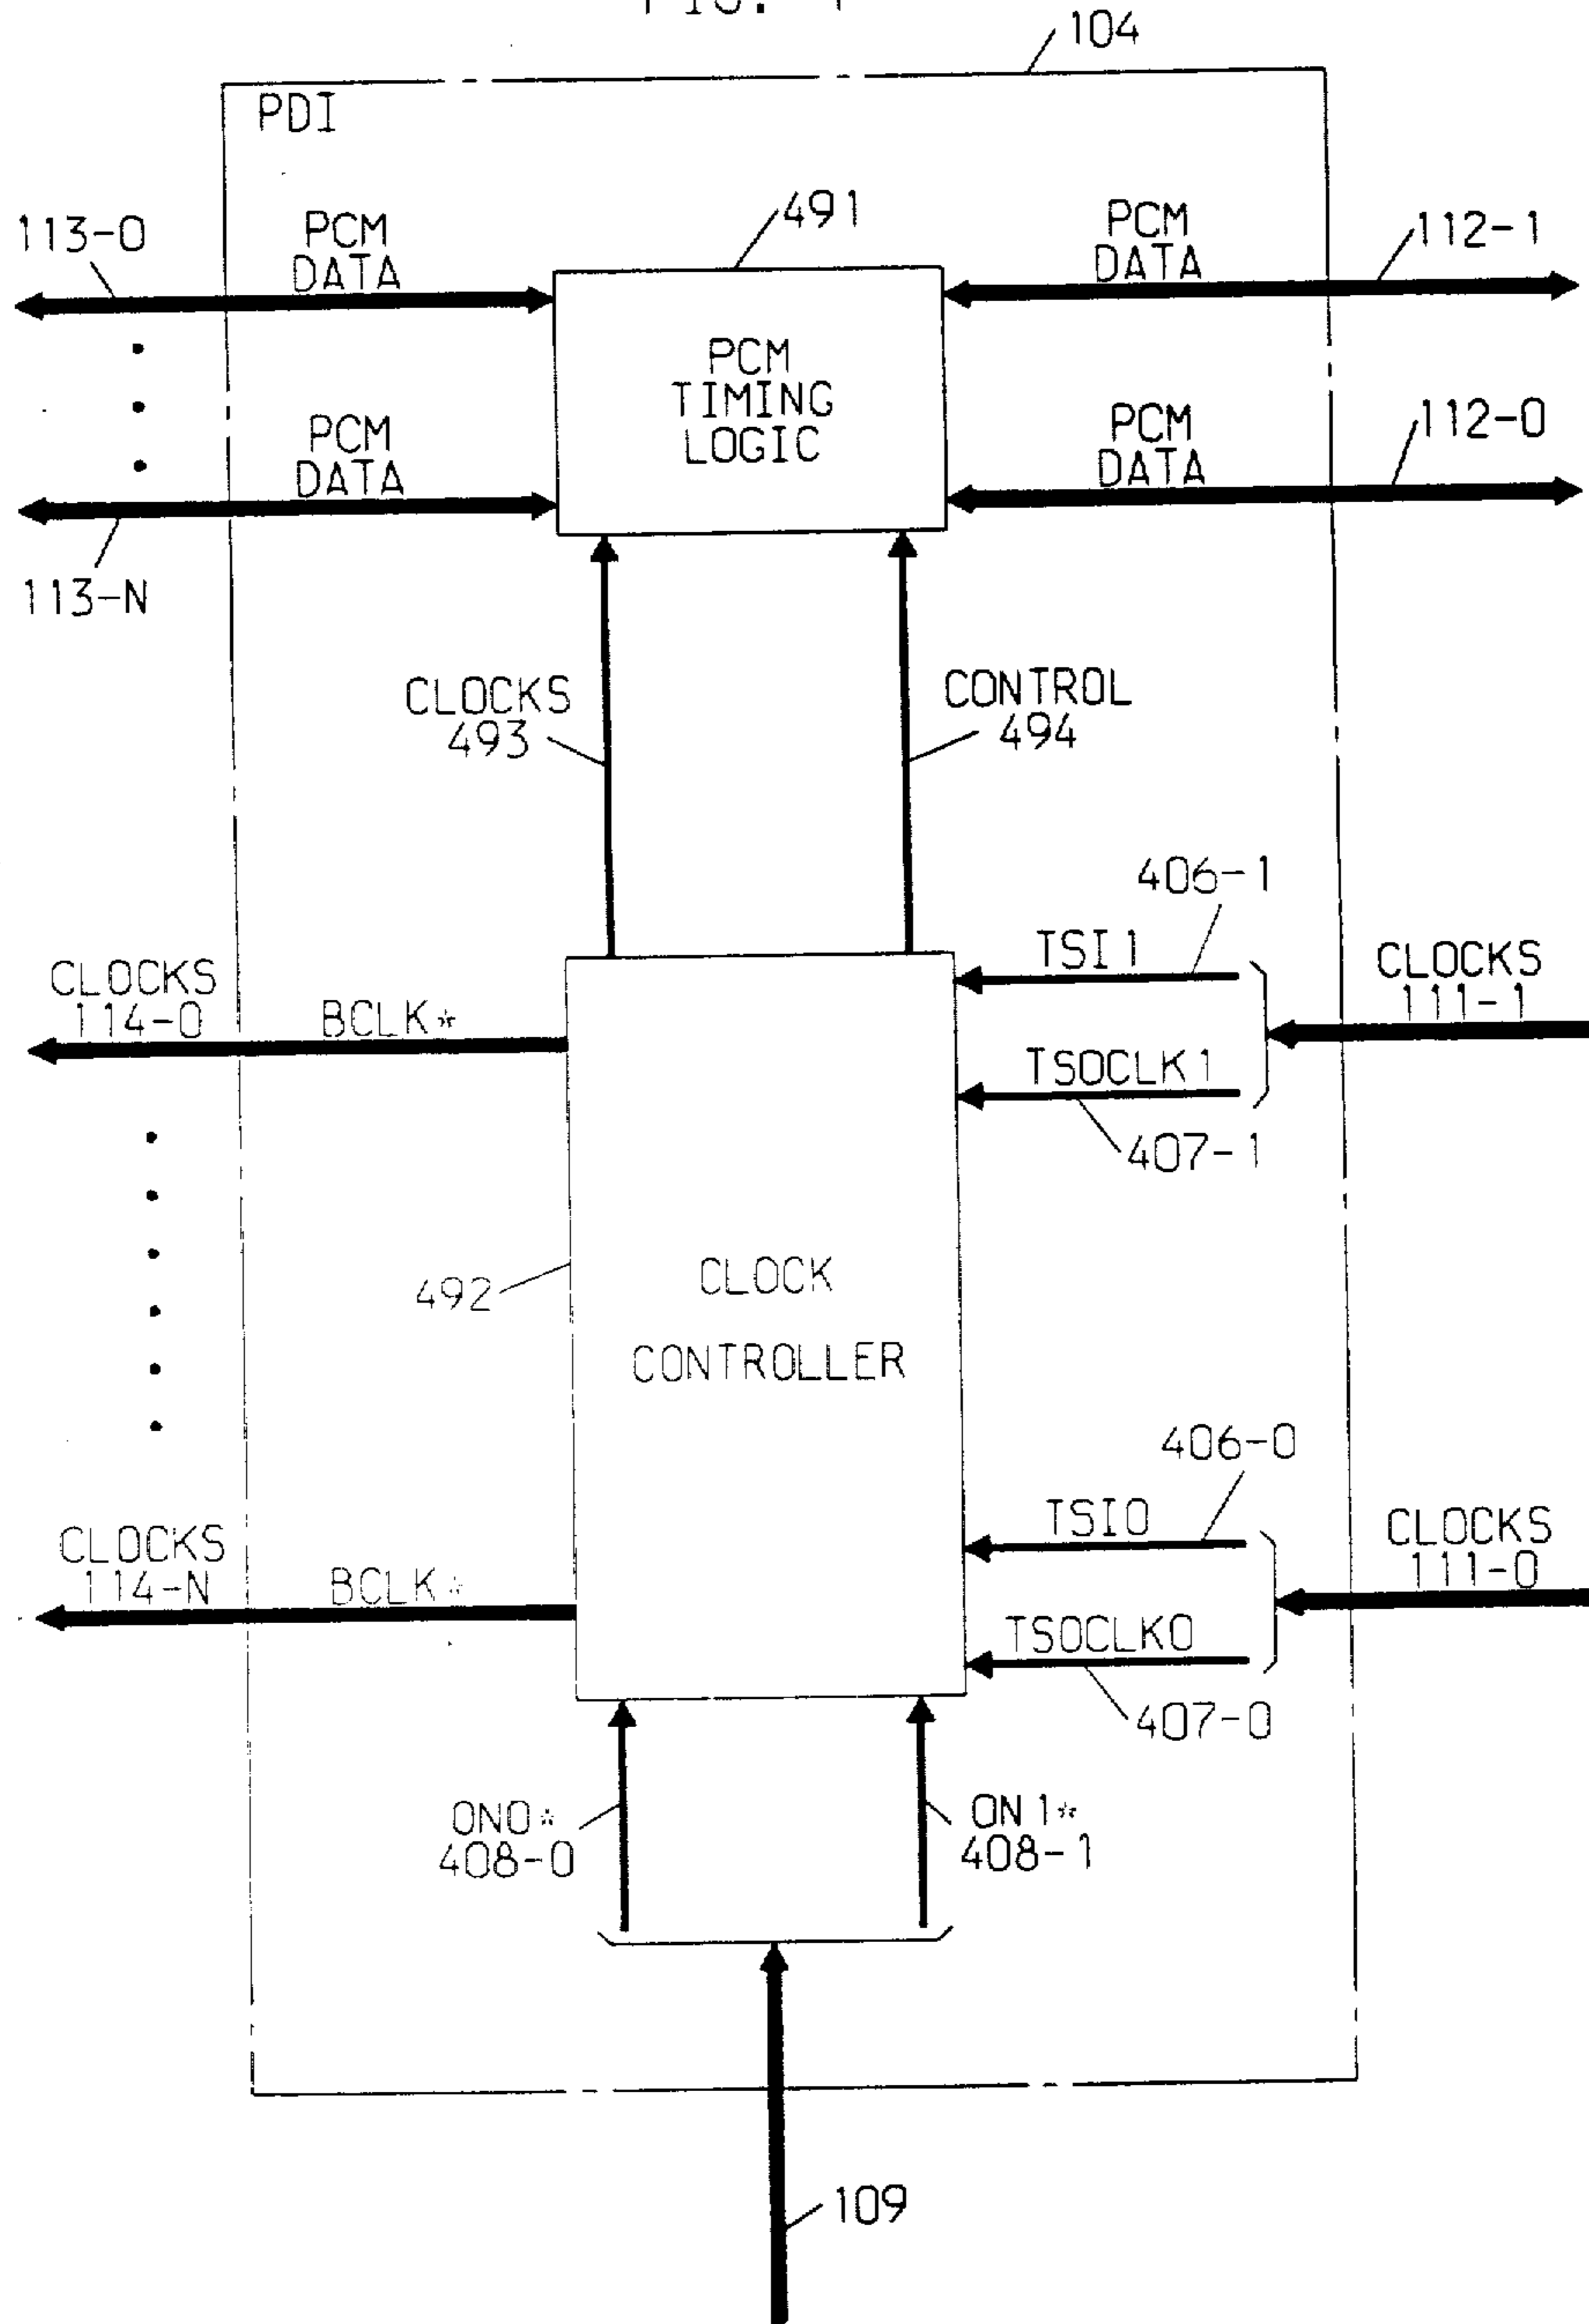 FIG. 4
104
PDI
491
113-0
PCM
DATA
PCM
DATA
112-1
PCM
TIMING
LOGIC
PCM
DATA
PCM
DATA
112-0
113-N
CLOCKS
493
CONTROL
494
406-1
TSI1
CLOCKS
111-1
CLOCKS
114-0
BCLK*
TSOCLK1
407-1
492
CLOCK
CONTROLLER
406-0
TSI0
CLOCKS
111-0
CLOCKS
114-N
BCLK*
TSOCLK0
407-0
ON0*
408-0
ON1*
408-1
109